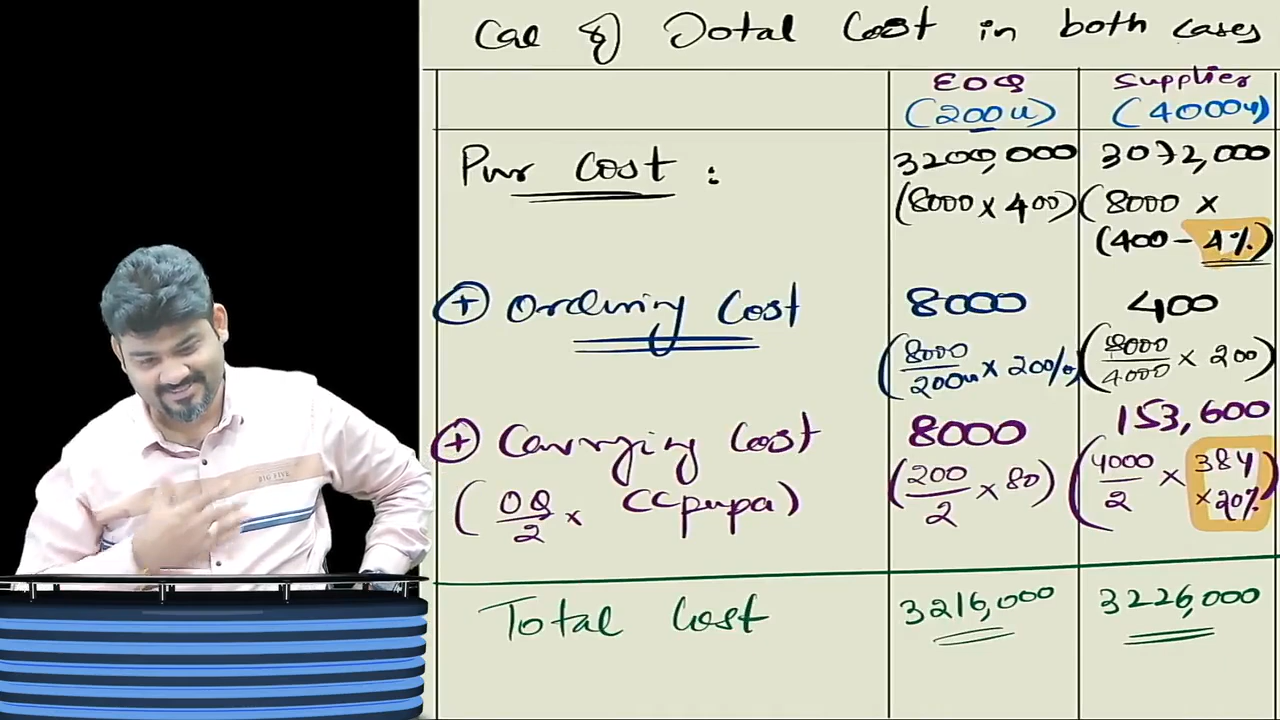 Cal of Total Cost in both cases
EOQ Supplier
(200u) (4000u)
Pur Cost : 3200,000 3072,000
(8000 x 400) (8000 x
(400 - 4%)
+ Ordering Cost 8000 400
(8000/200u x 200/o) (8000/4000 x 200)
+ Carrying Cost 8000 153,600
(OQ/2 x CCpupa) (200/2 x 80) (4000/2 x 384
x 20%)
Total Cost 3216,000 3226,000